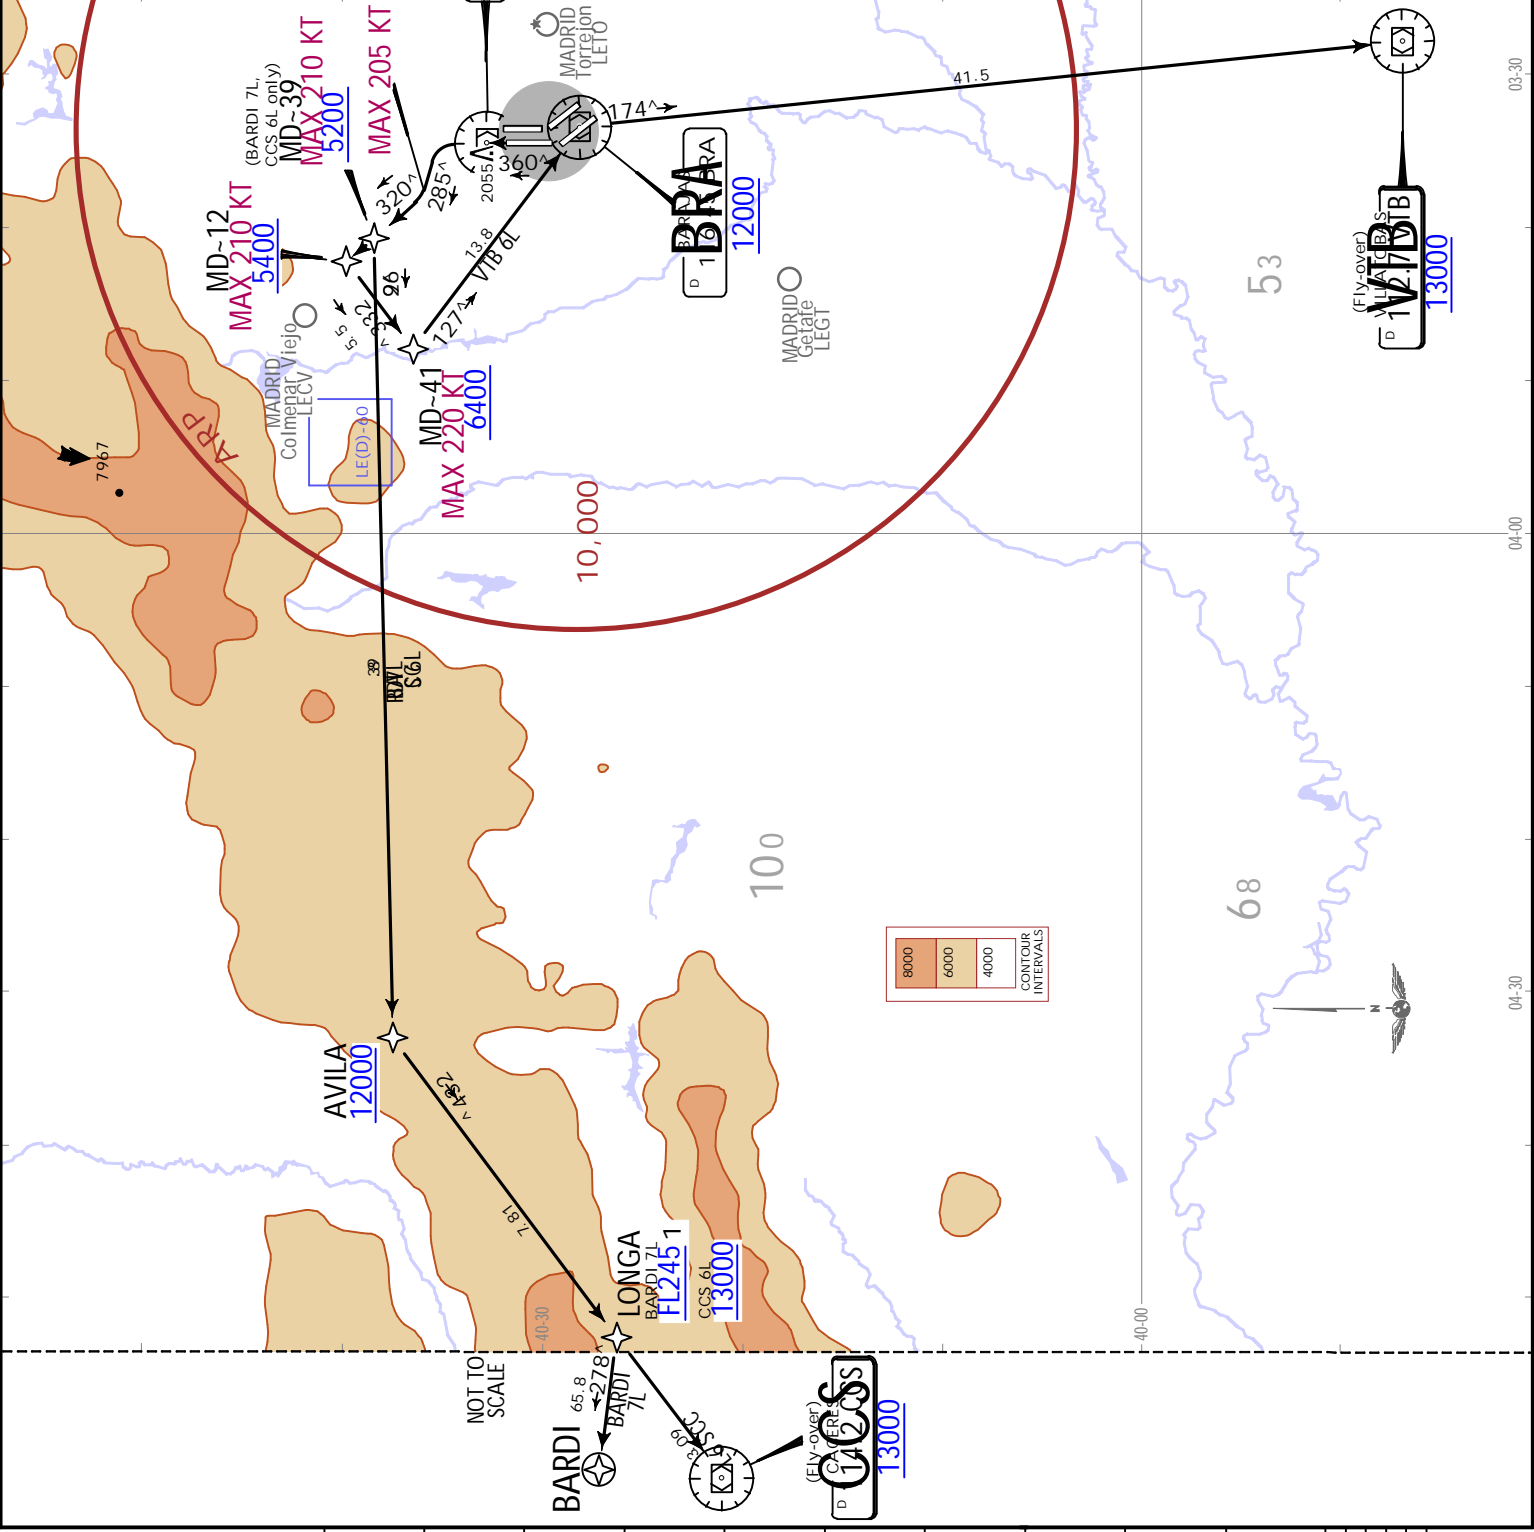 (BARDI 7L,
CCS 6L only)
MD~39
MAX 210 KT
5200
MAX 205 KT
MADRID
Torrejon
LETO
MD~12
MAX 210 KT
5400
320^
285^
2055
360^
174^
41.5
BRA
12000
D
13.8
VTB 6L
127^
5.5
MADRID
Colmenar Viejo
LECV
MADRID
Getafe
LEGT
MD~41
MAX 220 KT
6400
LE(D)-60
ARP
7967
10,000
(Fly-over)
VTB
D
13000
53
03-30
04-00
04-30
100
68
8000
6000
4000
CONTOUR
INTERVALS
N
AVILA
12000
LONGA
BARDI 7L
FL245
1
CCS 6L
13000
40-30
40-00
NOT TO
SCALE
65.8
278^
BARDI
7L
BARDI
(Fly-over)
CACERES
CCS
D
13000